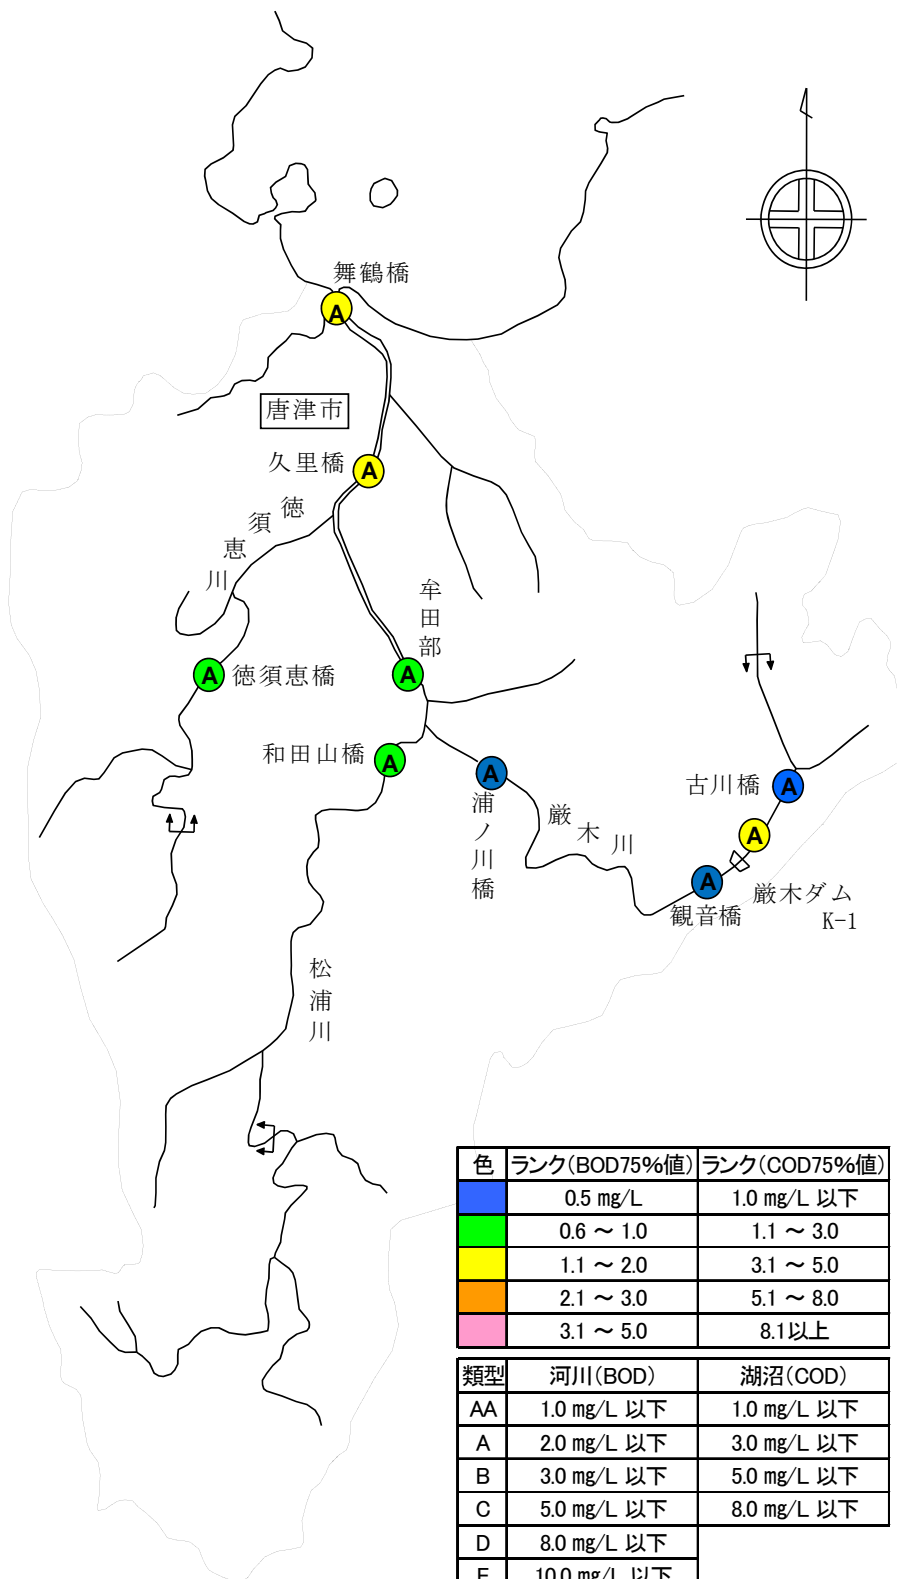 舞鶴橋
A
唐津市
久里橋
A
徳須恵川
牟田部
A
徳須恵橋
A
和田山橋
A
A
浦ノ川橋
厳木川
古川橋
A
A
厳木ダム
K-1
A
観音橋
松浦川
色 ランク(BOD75%値) ランク(COD75%値)
0.5 mg/L 1.0 mg/L 以下
0.6 ～ 1.0 1.1 ～ 3.0
1.1 ～ 2.0 3.1 ～ 5.0
2.1 ～ 3.0 5.1 ～ 8.0
3.1 ～ 5.0 8.1以上
類型 河川(BOD) 湖沼(COD)
AA 1.0 mg/L 以下 1.0 mg/L 以下
A 2.0 mg/L 以下 3.0 mg/L 以下
B 3.0 mg/L 以下 5.0 mg/L 以下
C 5.0 mg/L 以下 8.0 mg/L 以下
D 8.0 mg/L 以下
E 10.0 mg/L 以下